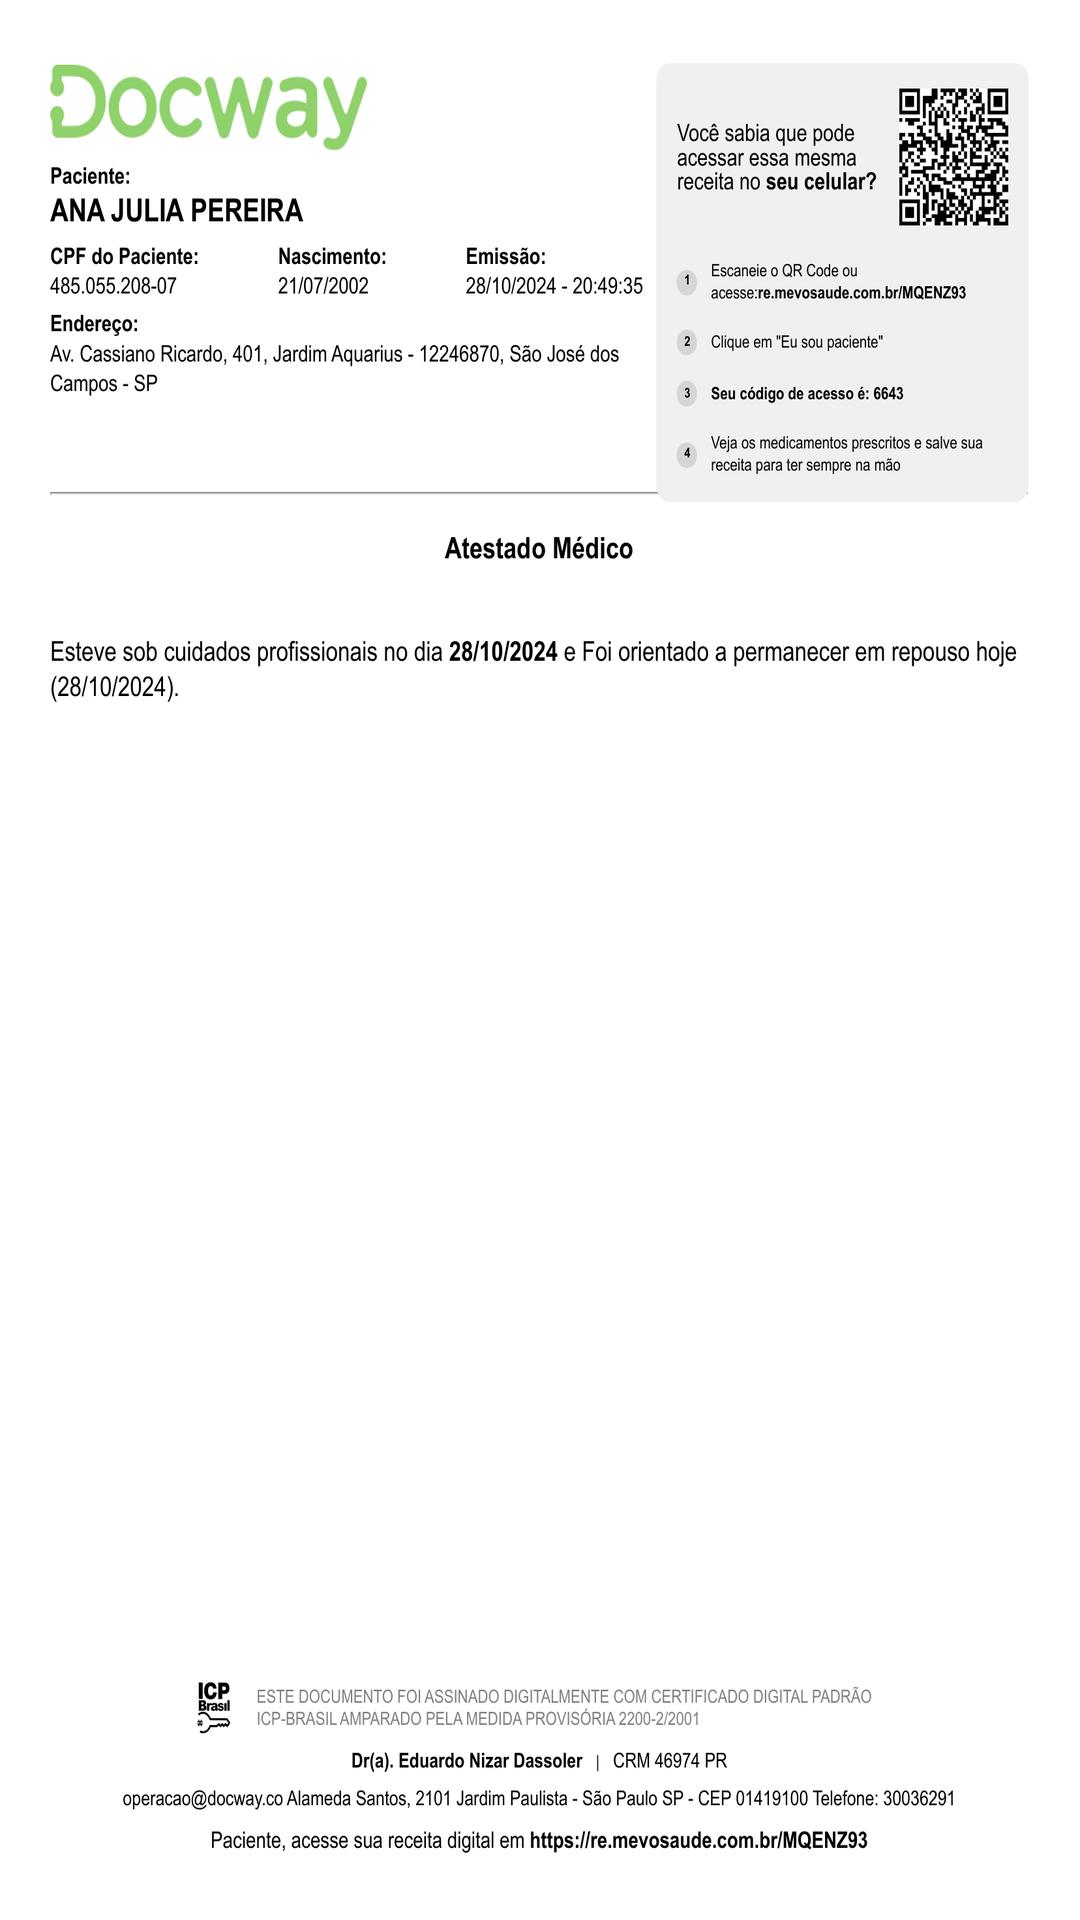 Docway
Paciente:
ANA JULIA PEREIRA
CPF do Paciente: Nascimento: Emissão:
485.055.208-07 21/07/2002 28/10/2024 - 20:49:35
Endereço:
Av. Cassiano Ricardo, 401, Jardim Aquarius - 12246870, São José dos
Campos - SP
Você sabia que pode
acessar essa mesma
receita no seu celular?
1 Escaneie o QR Code ou
acesse:re.mevosaude.com.br/MQENZ93
2 Clique em "Eu sou paciente"
3 Seu código de acesso é: 6643
4 Veja os medicamentos prescritos e salve sua
receita para ter sempre na mão
Atestado Médico
Esteve sob cuidados profissionais no dia 28/10/2024 e Foi orientado a permanecer em repouso hoje
(28/10/2024).
ICP
Brasil
ESTE DOCUMENTO FOI ASSINADO DIGITALMENTE COM CERTIFICADO DIGITAL PADRÃO
ICP-BRASIL AMPARADO PELA MEDIDA PROVISÓRIA 2200-2/2001
Dr(a). Eduardo Nizar Dassoler | CRM 46974 PR
operacao@docway.co Alameda Santos, 2101 Jardim Paulista - São Paulo SP - CEP 01419100 Telefone: 30036291
Paciente, acesse sua receita digital em https://re.mevosaude.com.br/MQENZ93